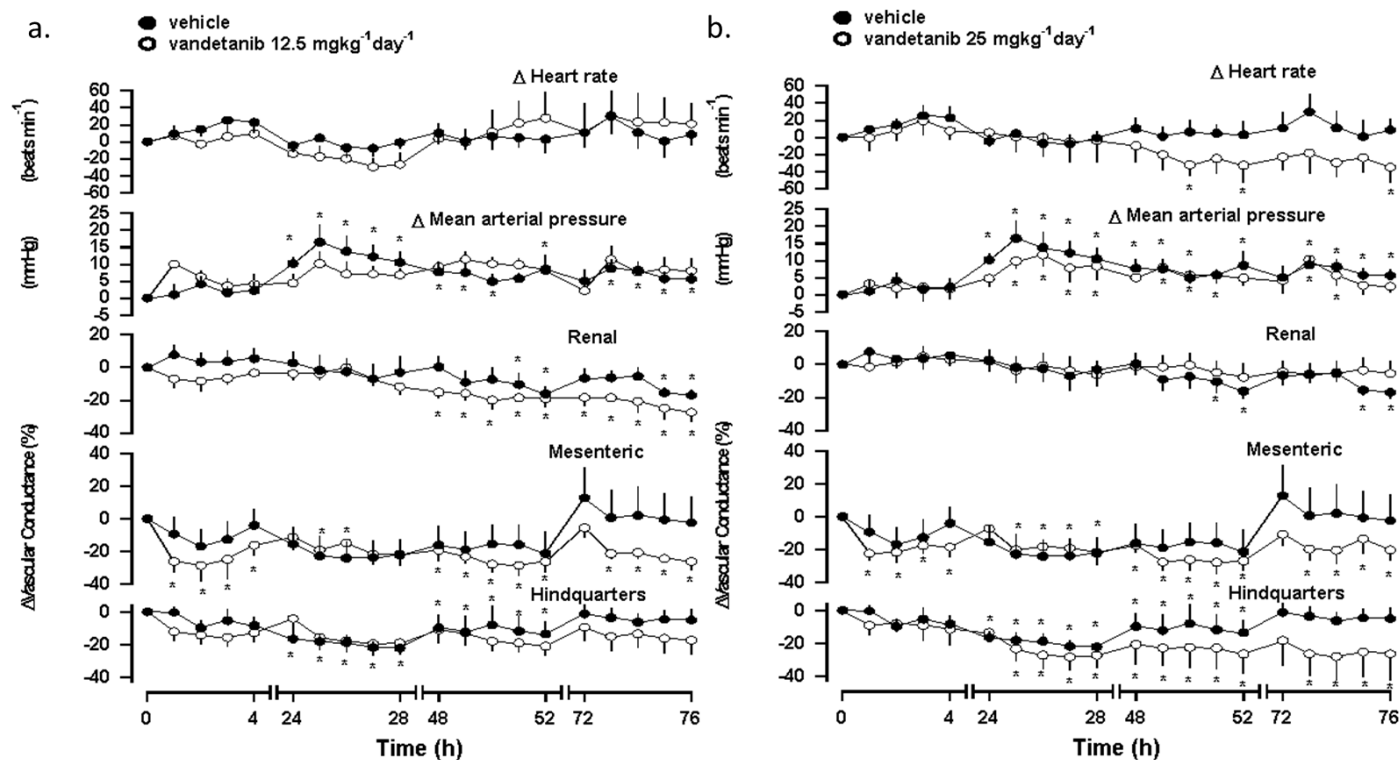 a.
vehicle
vandetanib 12.5 mgkg⁻¹day⁻¹
Δ Heart rate
(beats min⁻¹)
60
40
20
0
-20
-40
-60
Δ Mean arterial pressure
(mmHg)
25
20
15
10
5
0
-5
Renal
20
0
-20
-40
ΔVascular Conductance (%)
Mesenteric
40
20
0
-20
-40
Hindquarters
0
-20
-40
0 4 24 28 48 52 72 76
Time (h)
b.
vehicle
vandetanib 25 mgkg⁻¹day⁻¹
Δ Heart rate
(beats min⁻¹)
60
40
20
0
-20
-40
-60
Δ Mean arterial pressure
(mmHg)
25
20
15
10
5
0
-5
Renal
20
0
-20
-40
ΔVascular Conductance (%)
Mesenteric
40
20
0
-20
-40
Hindquarters
0
-20
-40
0 4 24 28 48 52 72 76
Time (h)